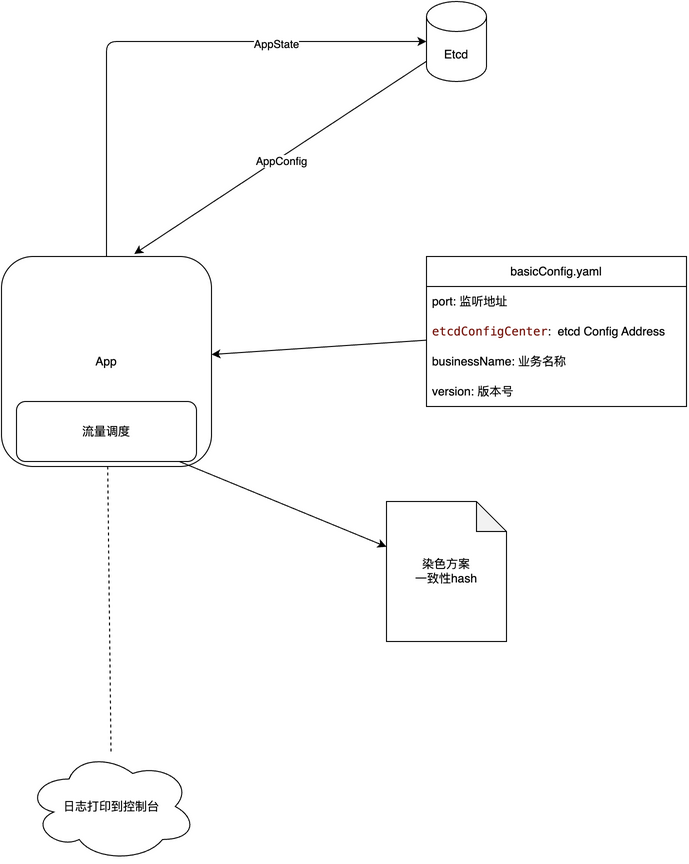 AppState
Etcd
AppConfig
basicConfig.yaml
port: 监听地址
etcdConfigCenter: etcd Config Address
businessName: 业务名称
version: 版本号
App
流量调度
染色方案
一致性hash
日志打印到控制台